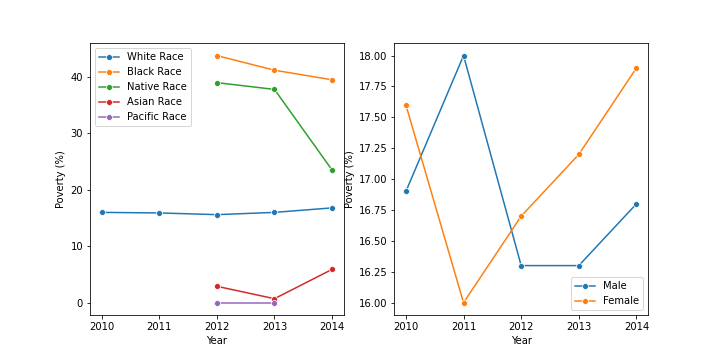 White Race
Black Race
Native Race
Asian Race
Pacific Race
Poverty (%)
40
30
20
10
0
2010 2011 2012 2013 2014
Year
Poverty (%)
18.00
17.75
17.50
17.25
17.00
16.75
16.50
16.25
16.00
Male
Female
2010 2011 2012 2013 2014
Year